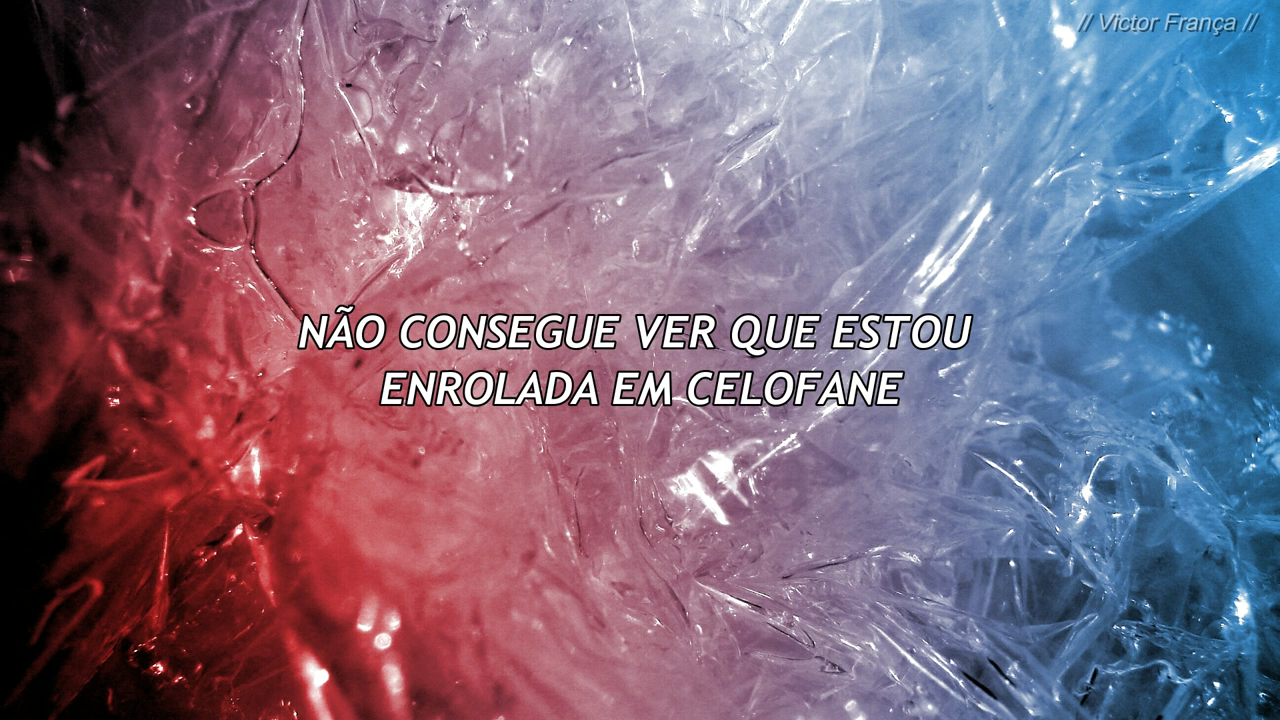 // Victor França //
NÃO CONSEGUE VER QUE ESTOU
ENROLADA EM CELOFANE